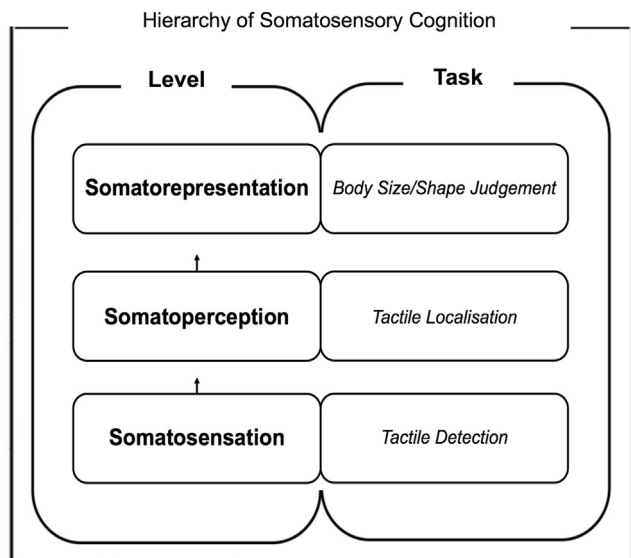 Hierarchy of Somatosensory Cognition
Level
Task
Somatorepresentation
Body Size/Shape Judgement
Somatoperception
Tactile Localisation
Somatosensation
Tactile Detection